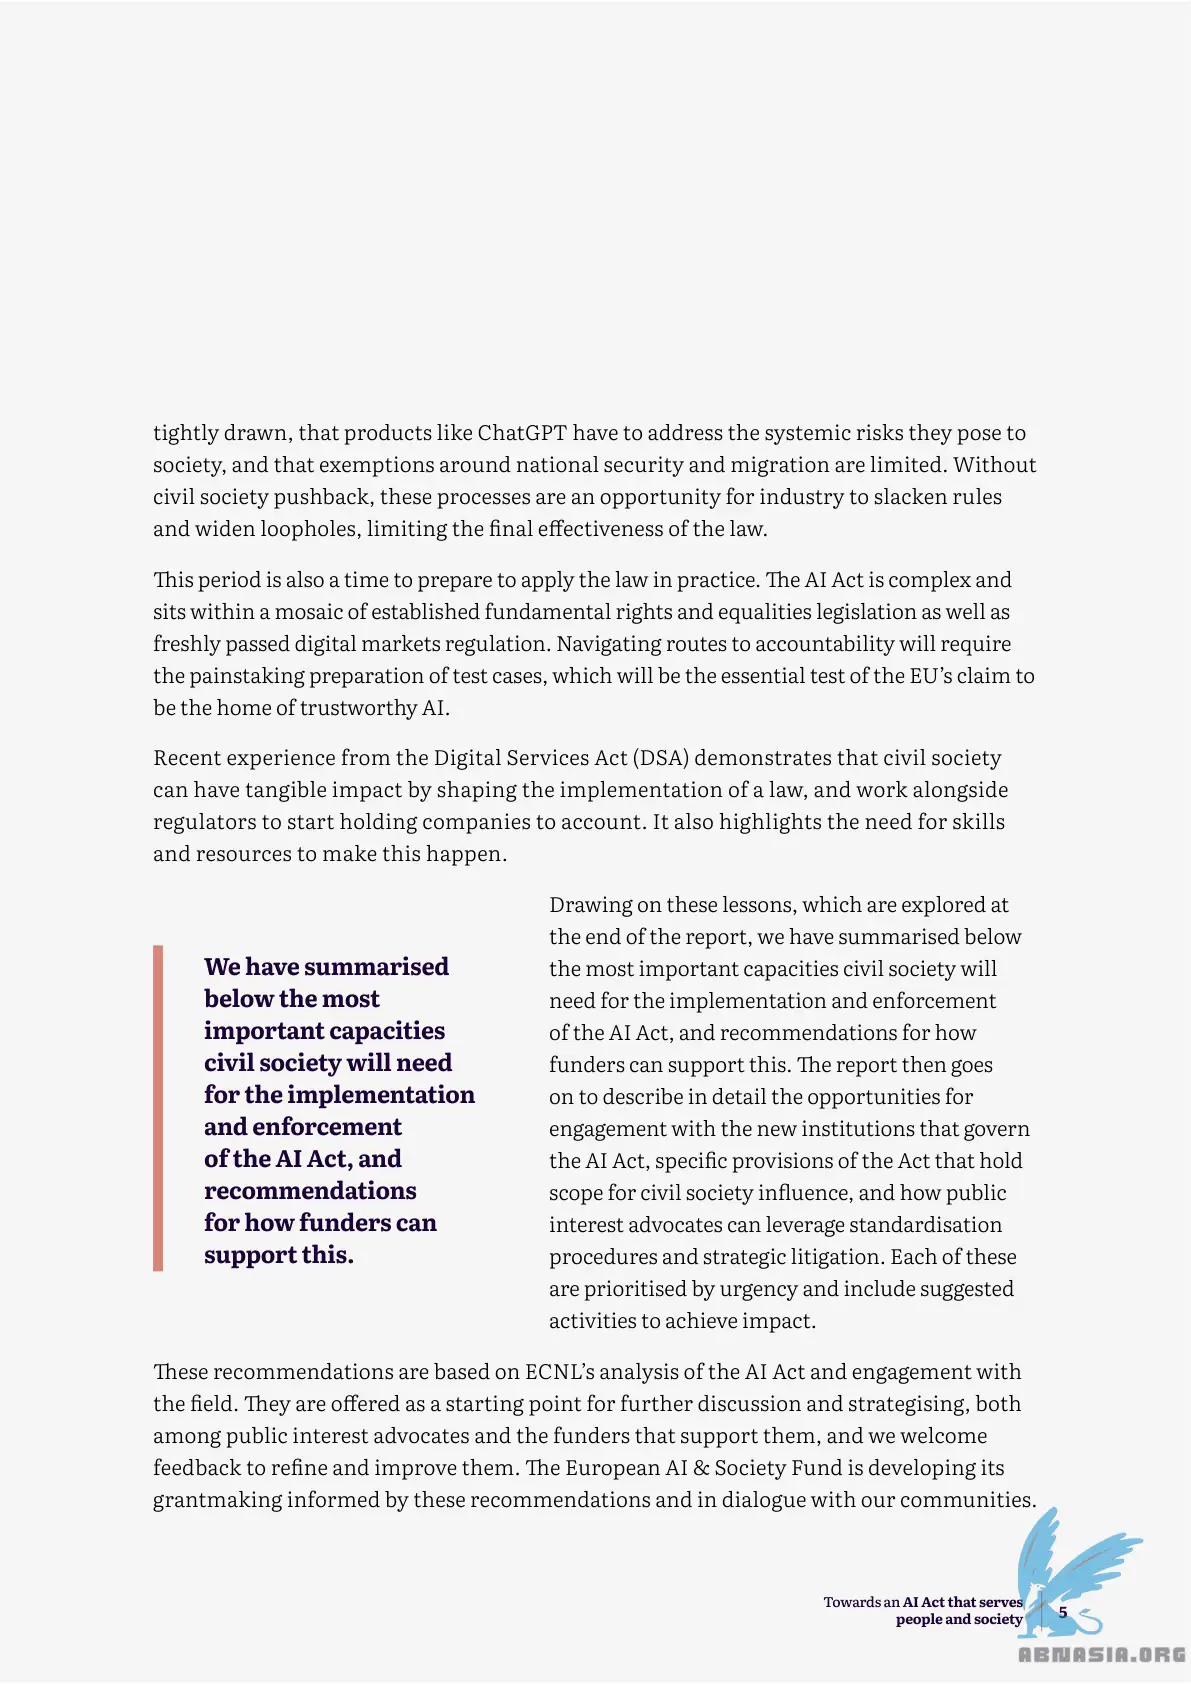 tightly drawn, that products like ChatGPT have to address the systemic risks they pose to
society, and that exemptions around national security and migration are limited. Without
civil society pushback, these processes are an opportunity for industry to slacken rules
and widen loopholes, limiting the final effectiveness of the law.
This period is also a time to prepare to apply the law in practice. The AI Act is complex and
sits within a mosaic of established fundamental rights and equalities legislation as well as
freshly passed digital markets regulation. Navigating routes to accountability will require
the painstaking preparation of test cases, which will be the essential test of the EU’s claim to
be the home of trustworthy AI.
Recent experience from the Digital Services Act (DSA) demonstrates that civil society
can have tangible impact by shaping the implementation of a law, and work alongside
regulators to start holding companies to account. It also highlights the need for skills
and resources to make this happen.
We have summarised
below the most
important capacities
civil society will need
for the implementation
and enforcement
of the AI Act, and
recommendations
for how funders can
support this.
Drawing on these lessons, which are explored at
the end of the report, we have summarised below
the most important capacities civil society will
need for the implementation and enforcement
of the AI Act, and recommendations for how
funders can support this. The report then goes
on to describe in detail the opportunities for
engagement with the new institutions that govern
the AI Act, specific provisions of the Act that hold
scope for civil society influence, and how public
interest advocates can leverage standardisation
procedures and strategic litigation. Each of these
are prioritised by urgency and include suggested
activities to achieve impact.
These recommendations are based on ECNL’s analysis of the AI Act and engagement with
the field. They are offered as a starting point for further discussion and strategising, both
among public interest advocates and the funders that support them, and we welcome
feedback to refine and improve them. The European AI & Society Fund is developing its
grantmaking informed by these recommendations and in dialogue with our communities.
Towards an AI Act that serves
people and society
5
ABNASIA.ORG